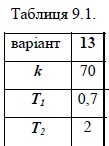 Таблиця 9.1.
варіант 13
k 70
T₁ 0,7
T₂ 2